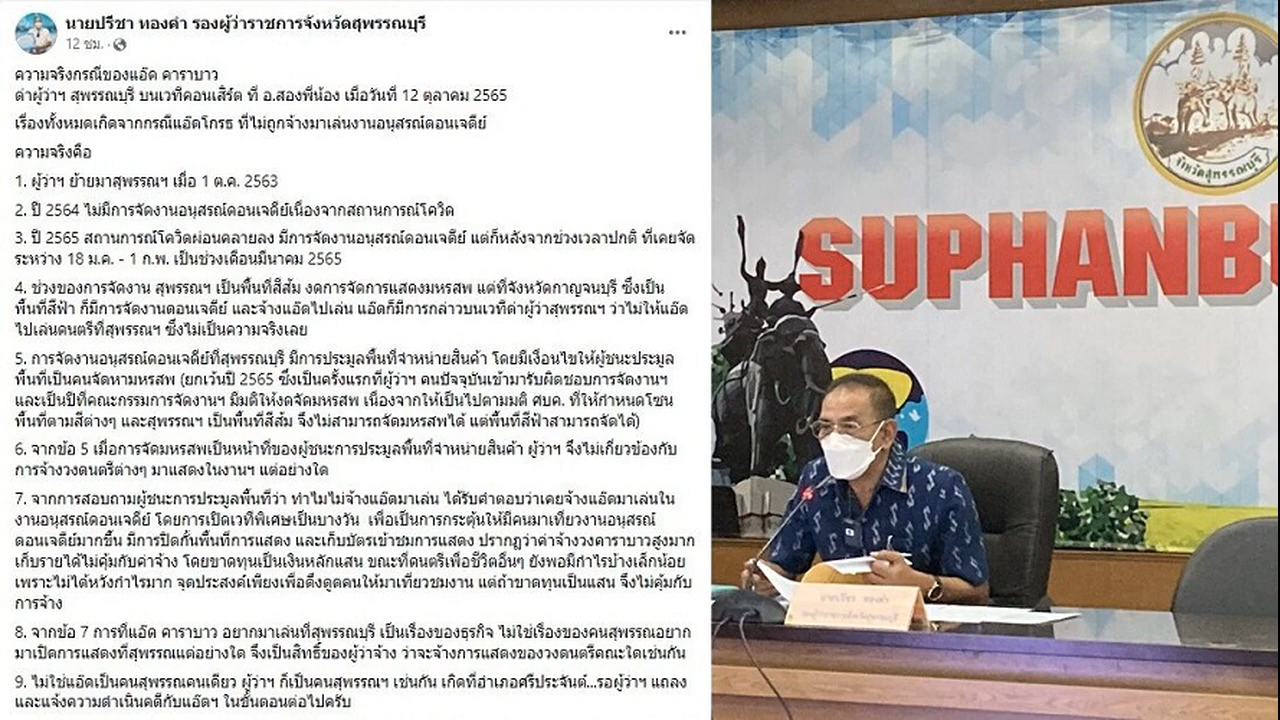 นายปรีชา ทองคำ รองผู้ว่าราชการจังหวัดสุพรรณบุรี
12 ชม.
ความจริงกรณีของแอ๊ด คาราบาว
ด่าผู้ว่าฯ สุพรรณบุรี บนเวทีคอนเสิร์ต ที่ อ.สองพี่น้อง เมื่อวันที่ 12 ตุลาคม 2565
เรื่องทั้งหมดเกิดจากกรณีแอ๊ดโกรธ ที่ไม่ถูกจ้างมาเล่นงานอนุสรณ์ดอนเจดีย์
ความจริงคือ
1. ผู้ว่าฯ ย้ายมาสุพรรณฯ เมื่อ 1 ต.ค. 2563
2. ปี 2564 ไม่มีการจัดงานอนุสรณ์ดอนเจดีย์เนื่องจากสถานการณ์โควิด
3. ปี 2565 สถานการณ์โควิดผ่อนคลายลง มีการจัดงานอนุสรณ์ดอนเจดีย์ แต่ก็หลังจากช่วงเวลาปกติ ที่เคยจัด
ระหว่าง 18 ม.ค. - 1 ก.พ. เป็นช่วงเดือนมีนาคม 2565
4. ช่วงของการจัดงาน สุพรรณฯ เป็นพื้นที่สีส้ม งดการจัดการแสดงมหรสพ แต่ที่จังหวัดกาญจนบุรี ซึ่งเป็น
พื้นที่สีฟ้า ก็มีการจัดงานดอนเจดีย์ และจ้างแอ๊ดไปเล่น แอ๊ดก็มีการกล่าวบนเวทีด่าผู้ว่าสุพรรณฯ ว่าไม่ให้แอ๊ด
ไปเล่นดนตรีที่สุพรรณฯ ซึ่งไม่เป็นความจริงเลย
5. การจัดงานอนุสรณ์ดอนเจดีย์ที่สุพรรณบุรี มีการประมูลพื้นที่จำหน่ายสินค้า โดยมีเงื่อนไขให้ผู้ชนะประมูล
พื้นที่เป็นคนจัดหามหรสพ (ยกเว้นปี 2565 ซึ่งเป็นครั้งแรกที่ผู้ว่าฯ คนปัจจุบันเข้ามารับผิดชอบการจัดงานฯ
และเป็นปีที่คณะกรรมการจัดงานฯ มีมติให้งดจัดมหรสพ เนื่องจากให้เป็นไปตามมติ ศบค. ที่ให้กำหนดโซน
พื้นที่ตามสีต่างๆ และสุพรรณฯ เป็นพื้นที่สีส้ม จึงไม่สามารถจัดมหรสพได้ แต่พื้นที่สีฟ้าสามารถจัดได้)
6. จากข้อ 5 เมื่อการจัดมหรสพเป็นหน้าที่ของผู้ชนะการประมูลพื้นที่จำหน่ายสินค้า ผู้ว่าฯ จึงไม่เกี่ยวข้องกับ
การจ้างวงดนตรีต่างๆ มาแสดงในงานฯ แต่อย่างใด
7. จากการสอบถามผู้ชนะการประมูลพื้นที่ว่า ทำไมไม่จ้างแอ๊ดมาเล่น ได้รับคำตอบว่าเคยจ้างแอ๊ดมาเล่นใน
งานอนุสรณ์ดอนเจดีย์ โดยการเปิดเวทีพิเศษเป็นบางวัน เพื่อเป็นการกระตุ้นให้มีคนมาเที่ยวงานอนุสรณ์
ดอนเจดีย์มากขึ้น มีการปิดกั้นพื้นที่การแสดง และเก็บบัตรเข้าชมการแสดง ปรากฏว่าค่าจ้างวงคาราบาวสูงมาก
เก็บรายได้ไม่คุ้มกับค่าจ้าง โดยขาดทุนเป็นเงินหลักแสน ขณะที่ดนตรีเพื่อชีวิตอื่นๆ ยังพอมีกำไรบ้างเล็กน้อย
เพราะไม่ได้หวังกำไรมาก จุดประสงค์เพียงเพื่อดึงดูดคนให้มาเที่ยวชมงาน แต่ถ้าขาดทุนเป็นแสน จึงไม่คุ้มกับ
การจ้าง
8. จากข้อ 7 การที่แอ๊ด คาราบาว อยากมาเล่นที่สุพรรณบุรี เป็นเรื่องของธุรกิจ ไม่ใช่เรื่องของคนสุพรรณอยาก
มาเปิดการแสดงที่สุพรรณแต่อย่างใด จึงเป็นสิทธิ์ของผู้ว่าจ้าง ว่าจะจ้างการแสดงของวงดนตรีคณะใดเช่นกัน
9. ไม่ใช่แอ๊ดเป็นคนสุพรรณคนเดียว ผู้ว่าฯ ก็เป็นคนสุพรรณฯ เช่นกัน เกิดที่อำเภอศรีประจันต์...รอผู้ว่าฯ แถลง
และแจ้งความดำเนินคดีกับแอ๊ดฯ ในขั้นตอนต่อไปครับ
จังหวัดสุพรรณบุรี
SUPHANB